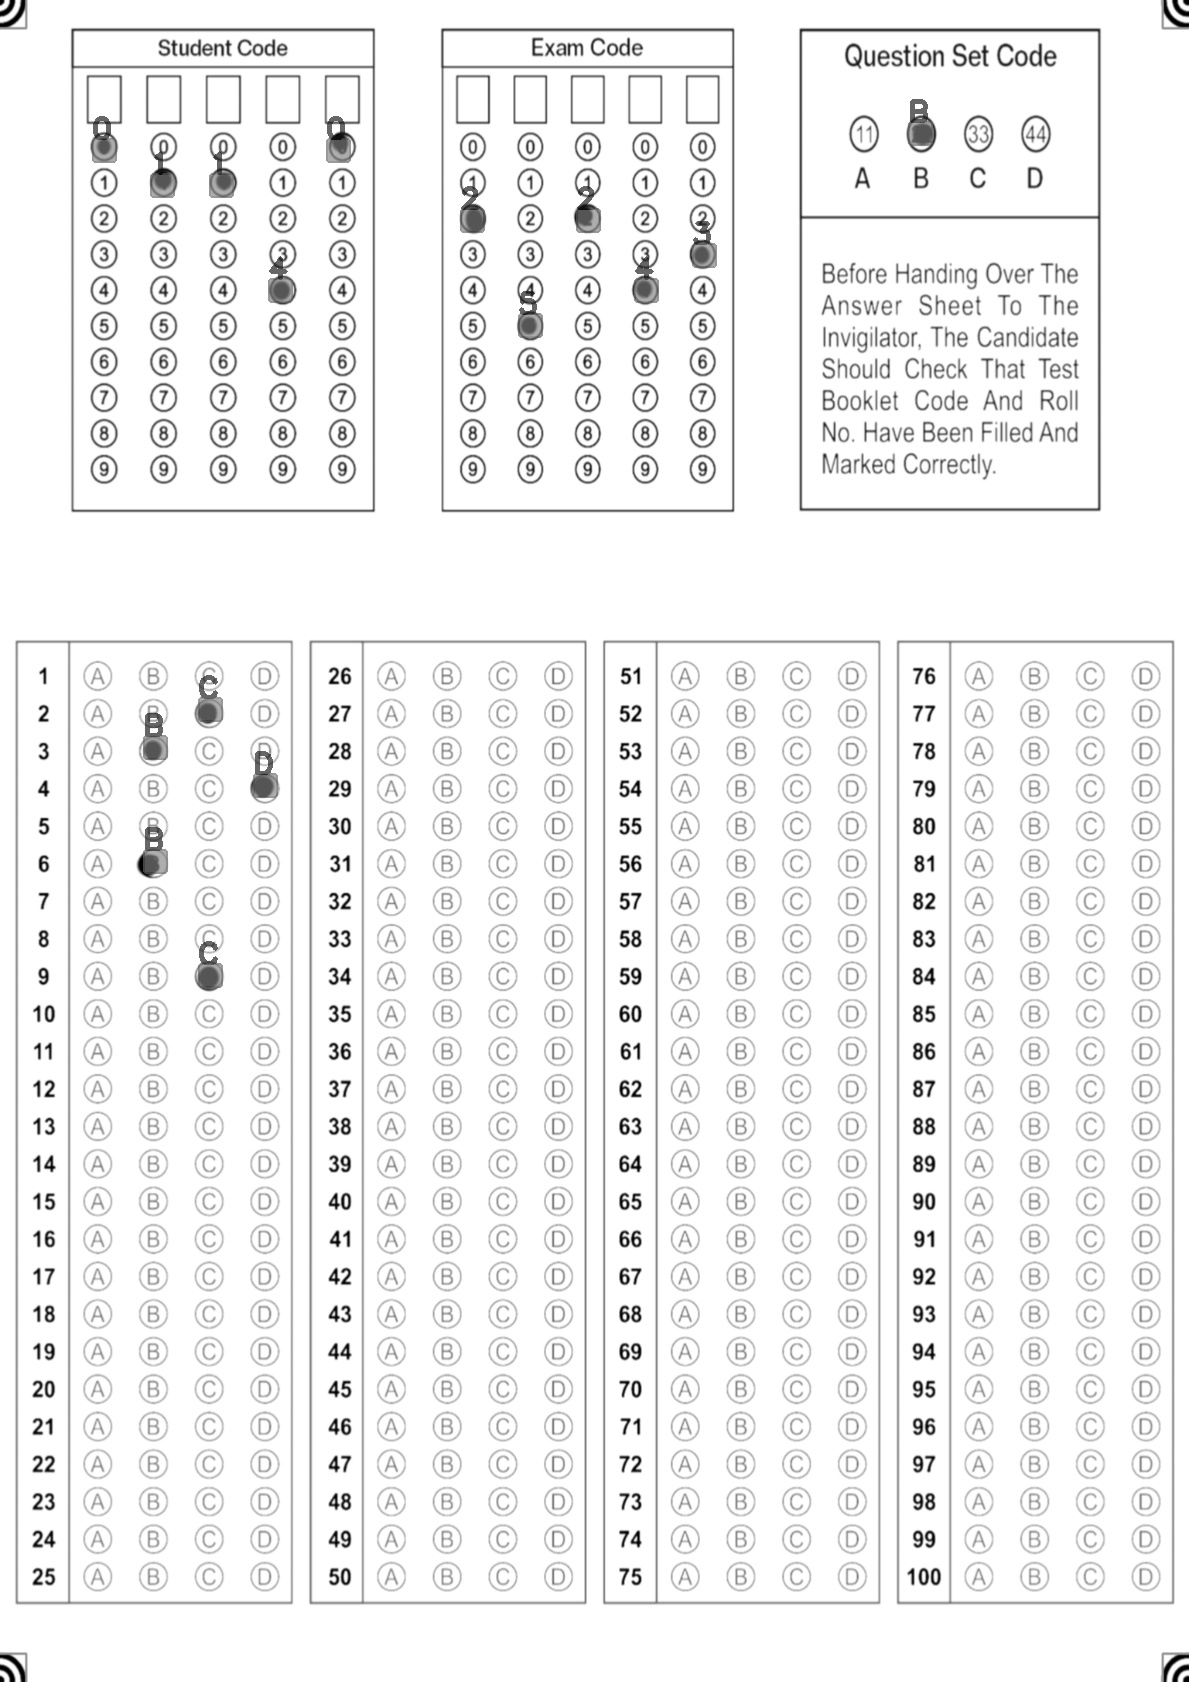 Student Code
0 0 0 0 0
1 1 1 1 1
2 2 2 2 2
3 3 3 3 3
4 4 4 4 4
5 5 5 5 5
6 6 6 6 6
7 7 7 7 7
8 8 8 8 8
9 9 9 9 9
Exam Code
0 0 0 0 0
1 1 1 1 1
2 2 2 2 2
3 3 3 3 3
4 4 4 4 4
5 5 5 5 5
6 6 6 6 6
7 7 7 7 7
8 8 8 8 8
9 9 9 9 9
Question Set Code
B
11 33 44
A B C D
Before Handing Over The
Answer Sheet To The
Invigilator, The Candidate
Should Check That Test
Booklet Code And Roll
No. Have Been Filled And
Marked Correctly.
1 A B C D
2 A B C D
3 A B C D
4 A B C D
5 A B C D
6 A B C D
7 A B C D
8 A B C D
9 A B C D
10 A B C D
11 A B C D
12 A B C D
13 A B C D
14 A B C D
15 A B C D
16 A B C D
17 A B C D
18 A B C D
19 A B C D
20 A B C D
21 A B C D
22 A B C D
23 A B C D
24 A B C D
25 A B C D
26 A B C D
27 A B C D
28 A B C D
29 A B C D
30 A B C D
31 A B C D
32 A B C D
33 A B C D
34 A B C D
35 A B C D
36 A B C D
37 A B C D
38 A B C D
39 A B C D
40 A B C D
41 A B C D
42 A B C D
43 A B C D
44 A B C D
45 A B C D
46 A B C D
47 A B C D
48 A B C D
49 A B C D
50 A B C D
51 A B C D
52 A B C D
53 A B C D
54 A B C D
55 A B C D
56 A B C D
57 A B C D
58 A B C D
59 A B C D
60 A B C D
61 A B C D
62 A B C D
63 A B C D
64 A B C D
65 A B C D
66 A B C D
67 A B C D
68 A B C D
69 A B C D
70 A B C D
71 A B C D
72 A B C D
73 A B C D
74 A B C D
75 A B C D
76 A B C D
77 A B C D
78 A B C D
79 A B C D
80 A B C D
81 A B C D
82 A B C D
83 A B C D
84 A B C D
85 A B C D
86 A B C D
87 A B C D
88 A B C D
89 A B C D
90 A B C D
91 A B C D
92 A B C D
93 A B C D
94 A B C D
95 A B C D
96 A B C D
97 A B C D
98 A B C D
99 A B C D
100 A B C D